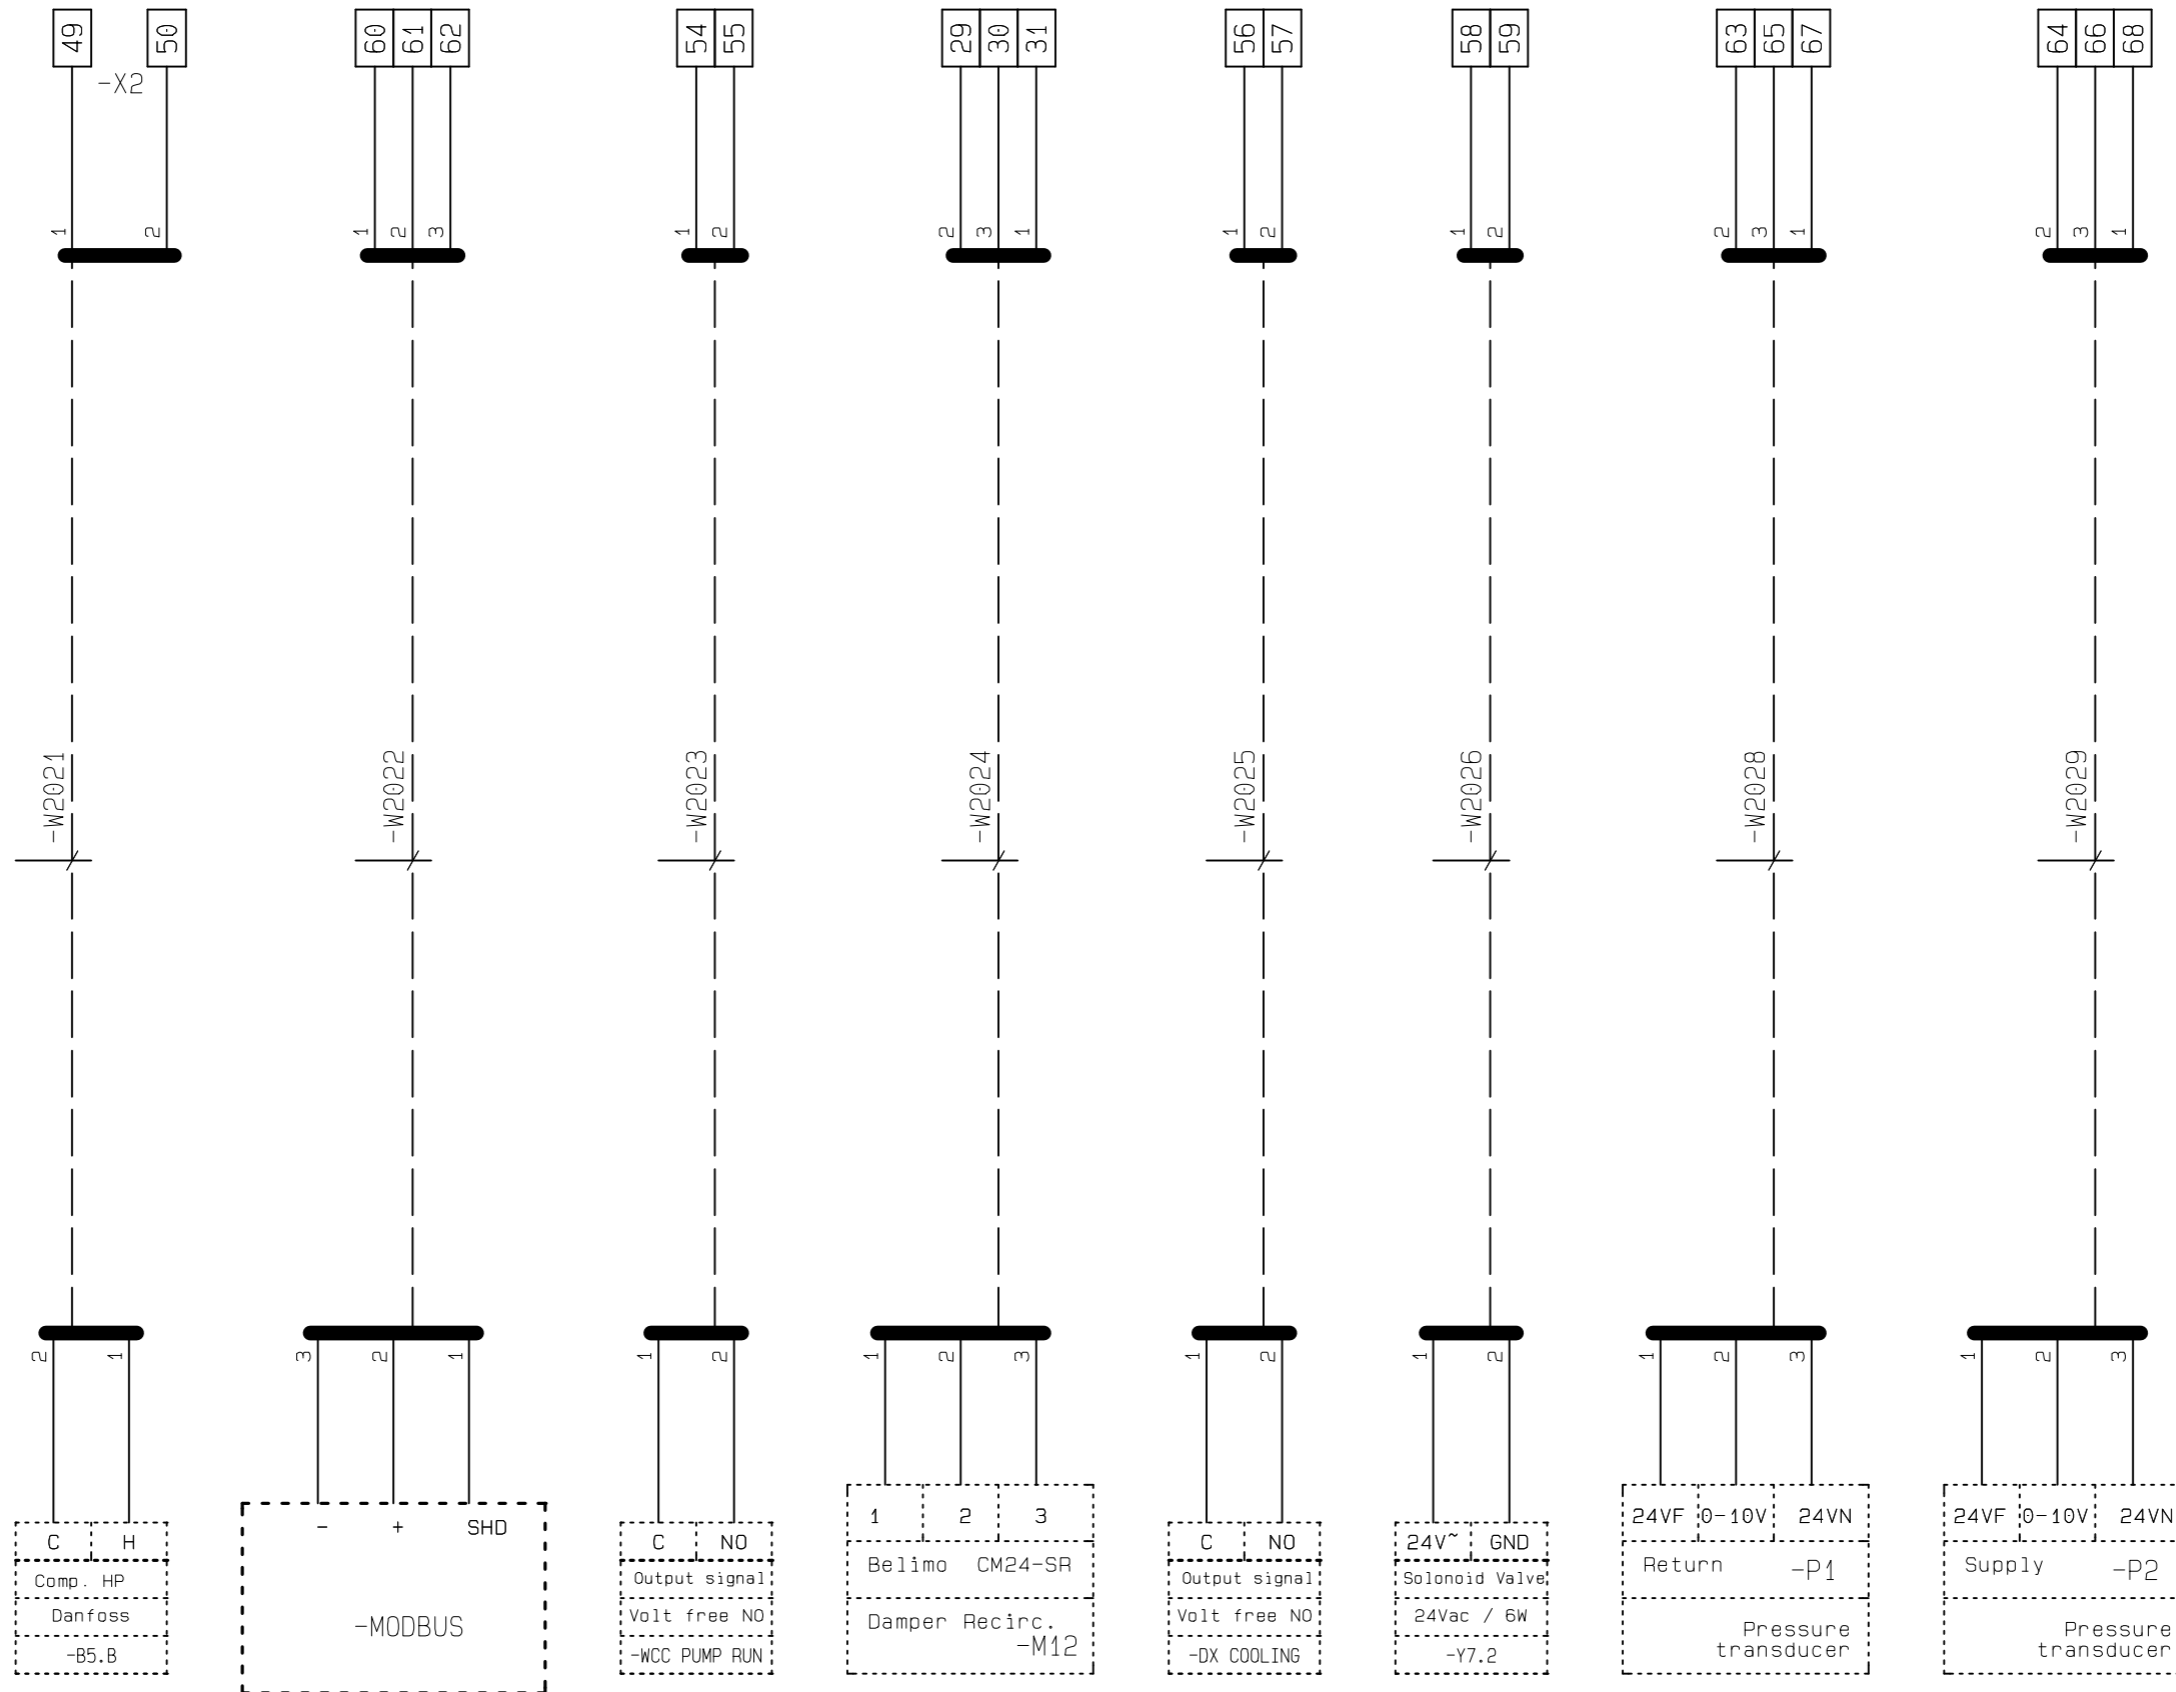 49 50 60 61 62 54 55 29 30 31 56 57 58 59 63 65 67 64 66 68
-X2
1 2 1 2 3 1 2 2 3 1 1 2 1 2 2 3 1 2 3 1
-W2021 -W2022 -W2023 -W2024 -W2025 -W2026 -W2028 -W2029
2 1 3 2 1 1 2 1 2 3 1 2 1 2 1 2 3 1 2 3
C H
Comp. HP
Danfoss
-B5.B
- + SHD
-MODBUS
C NO
Output signal
Volt free NO
-WCC PUMP RUN
1 2 3
Belimo CM24-SR
Damper Recirc.
-M12
C NO
Output signal
Volt free NO
-DX COOLING
24V~ GND
Solonoid Valve
24Vac / 6W
-Y7.2
24VF 0-10V 24VN
Return -P1
Pressure
transducer
24VF 0-10V 24VN
Supply -P2
Pressure
transducer